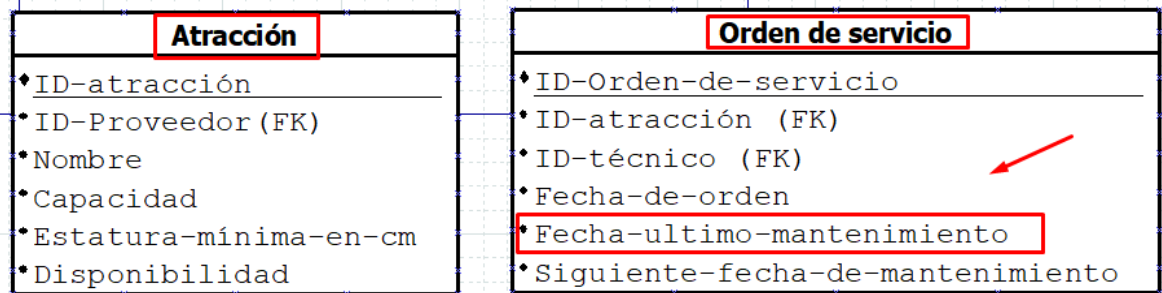 Atracción
ID-atracción
ID-Proveedor(FK)
Nombre
Capacidad
Estatura-mínima-en-cm
Disponibilidad
Orden de servicio
ID-Orden-de-servicio
ID-atracción (FK)
ID-técnico (FK)
Fecha-de-orden
Fecha-ultimo-mantenimiento
Siguiente-fecha-de-mantenimiento